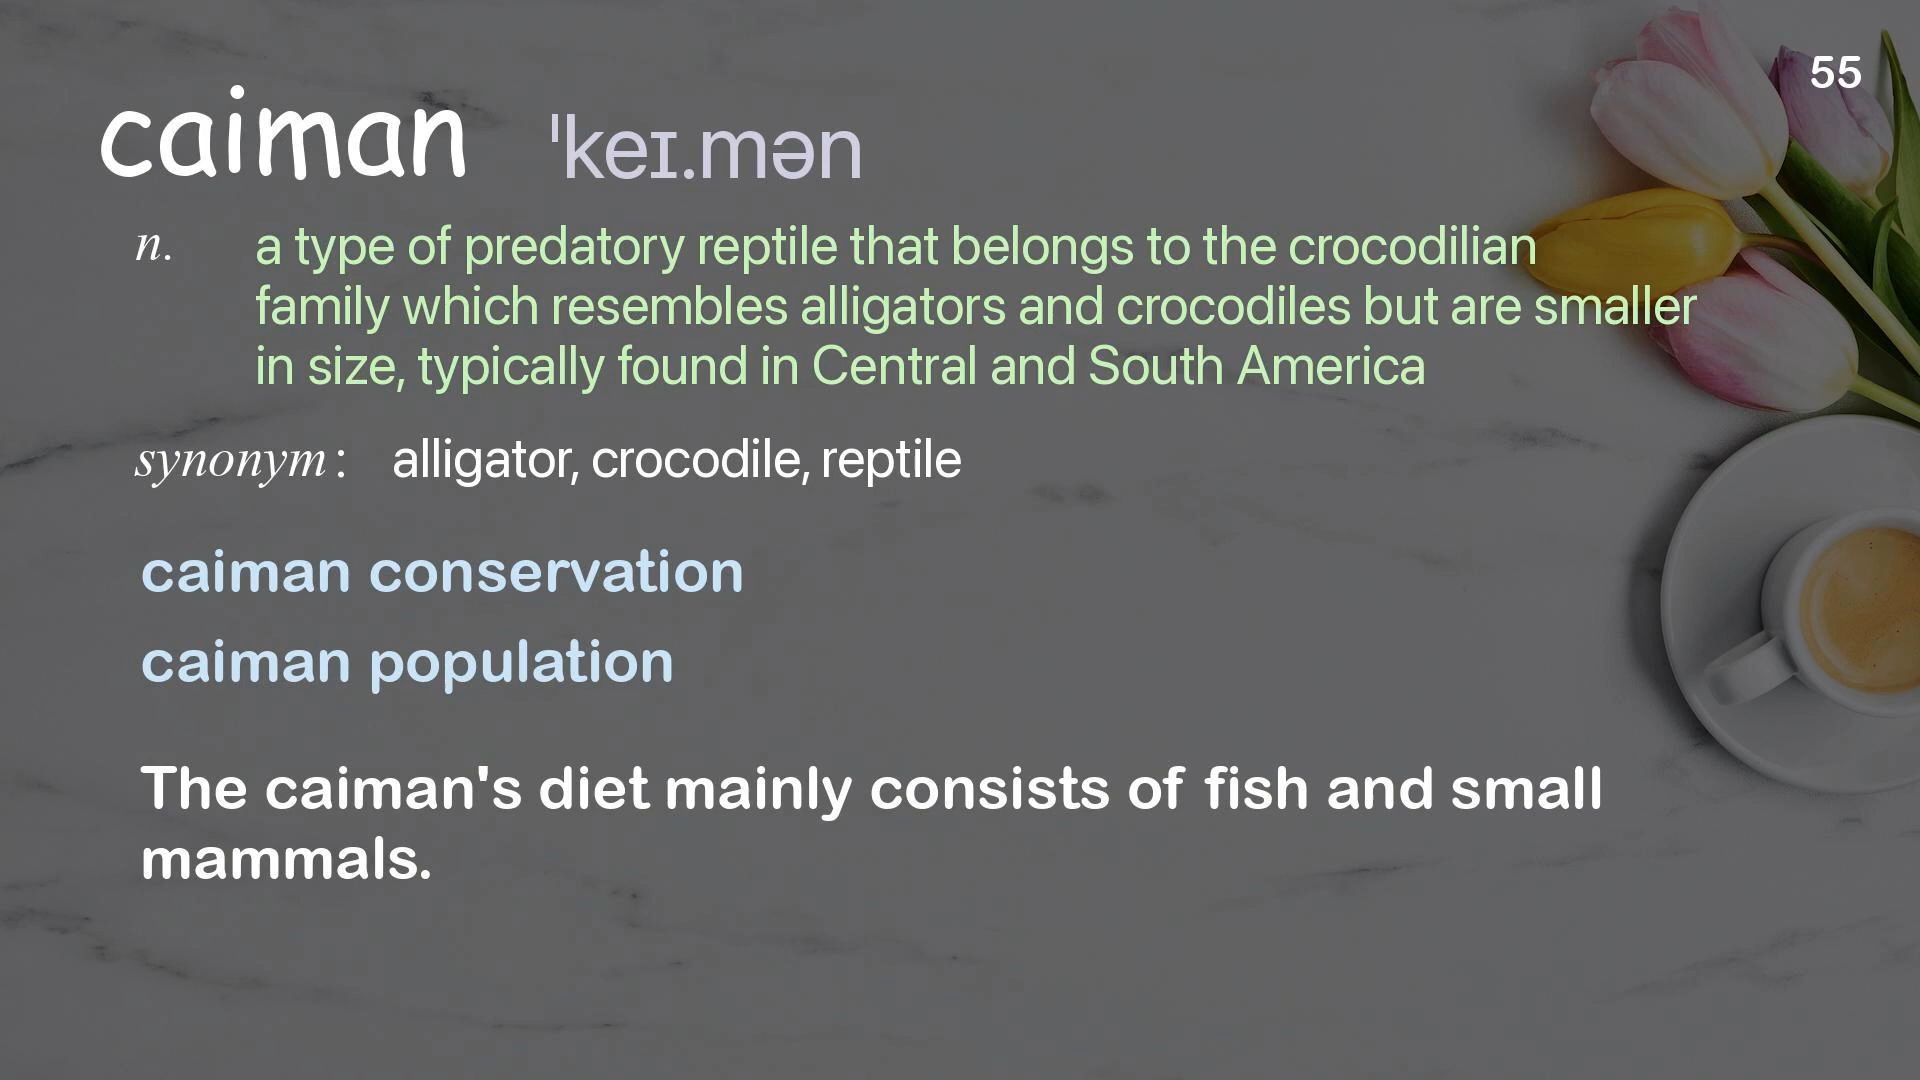 55
caiman ˈkeɪ.mən
n. a type of predatory reptile that belongs to the crocodilian
family which resembles alligators and crocodiles but are smaller
in size, typically found in Central and South America
synonym: alligator, crocodile, reptile
caiman conservation
caiman population
The caiman's diet mainly consists of fish and small
mammals.